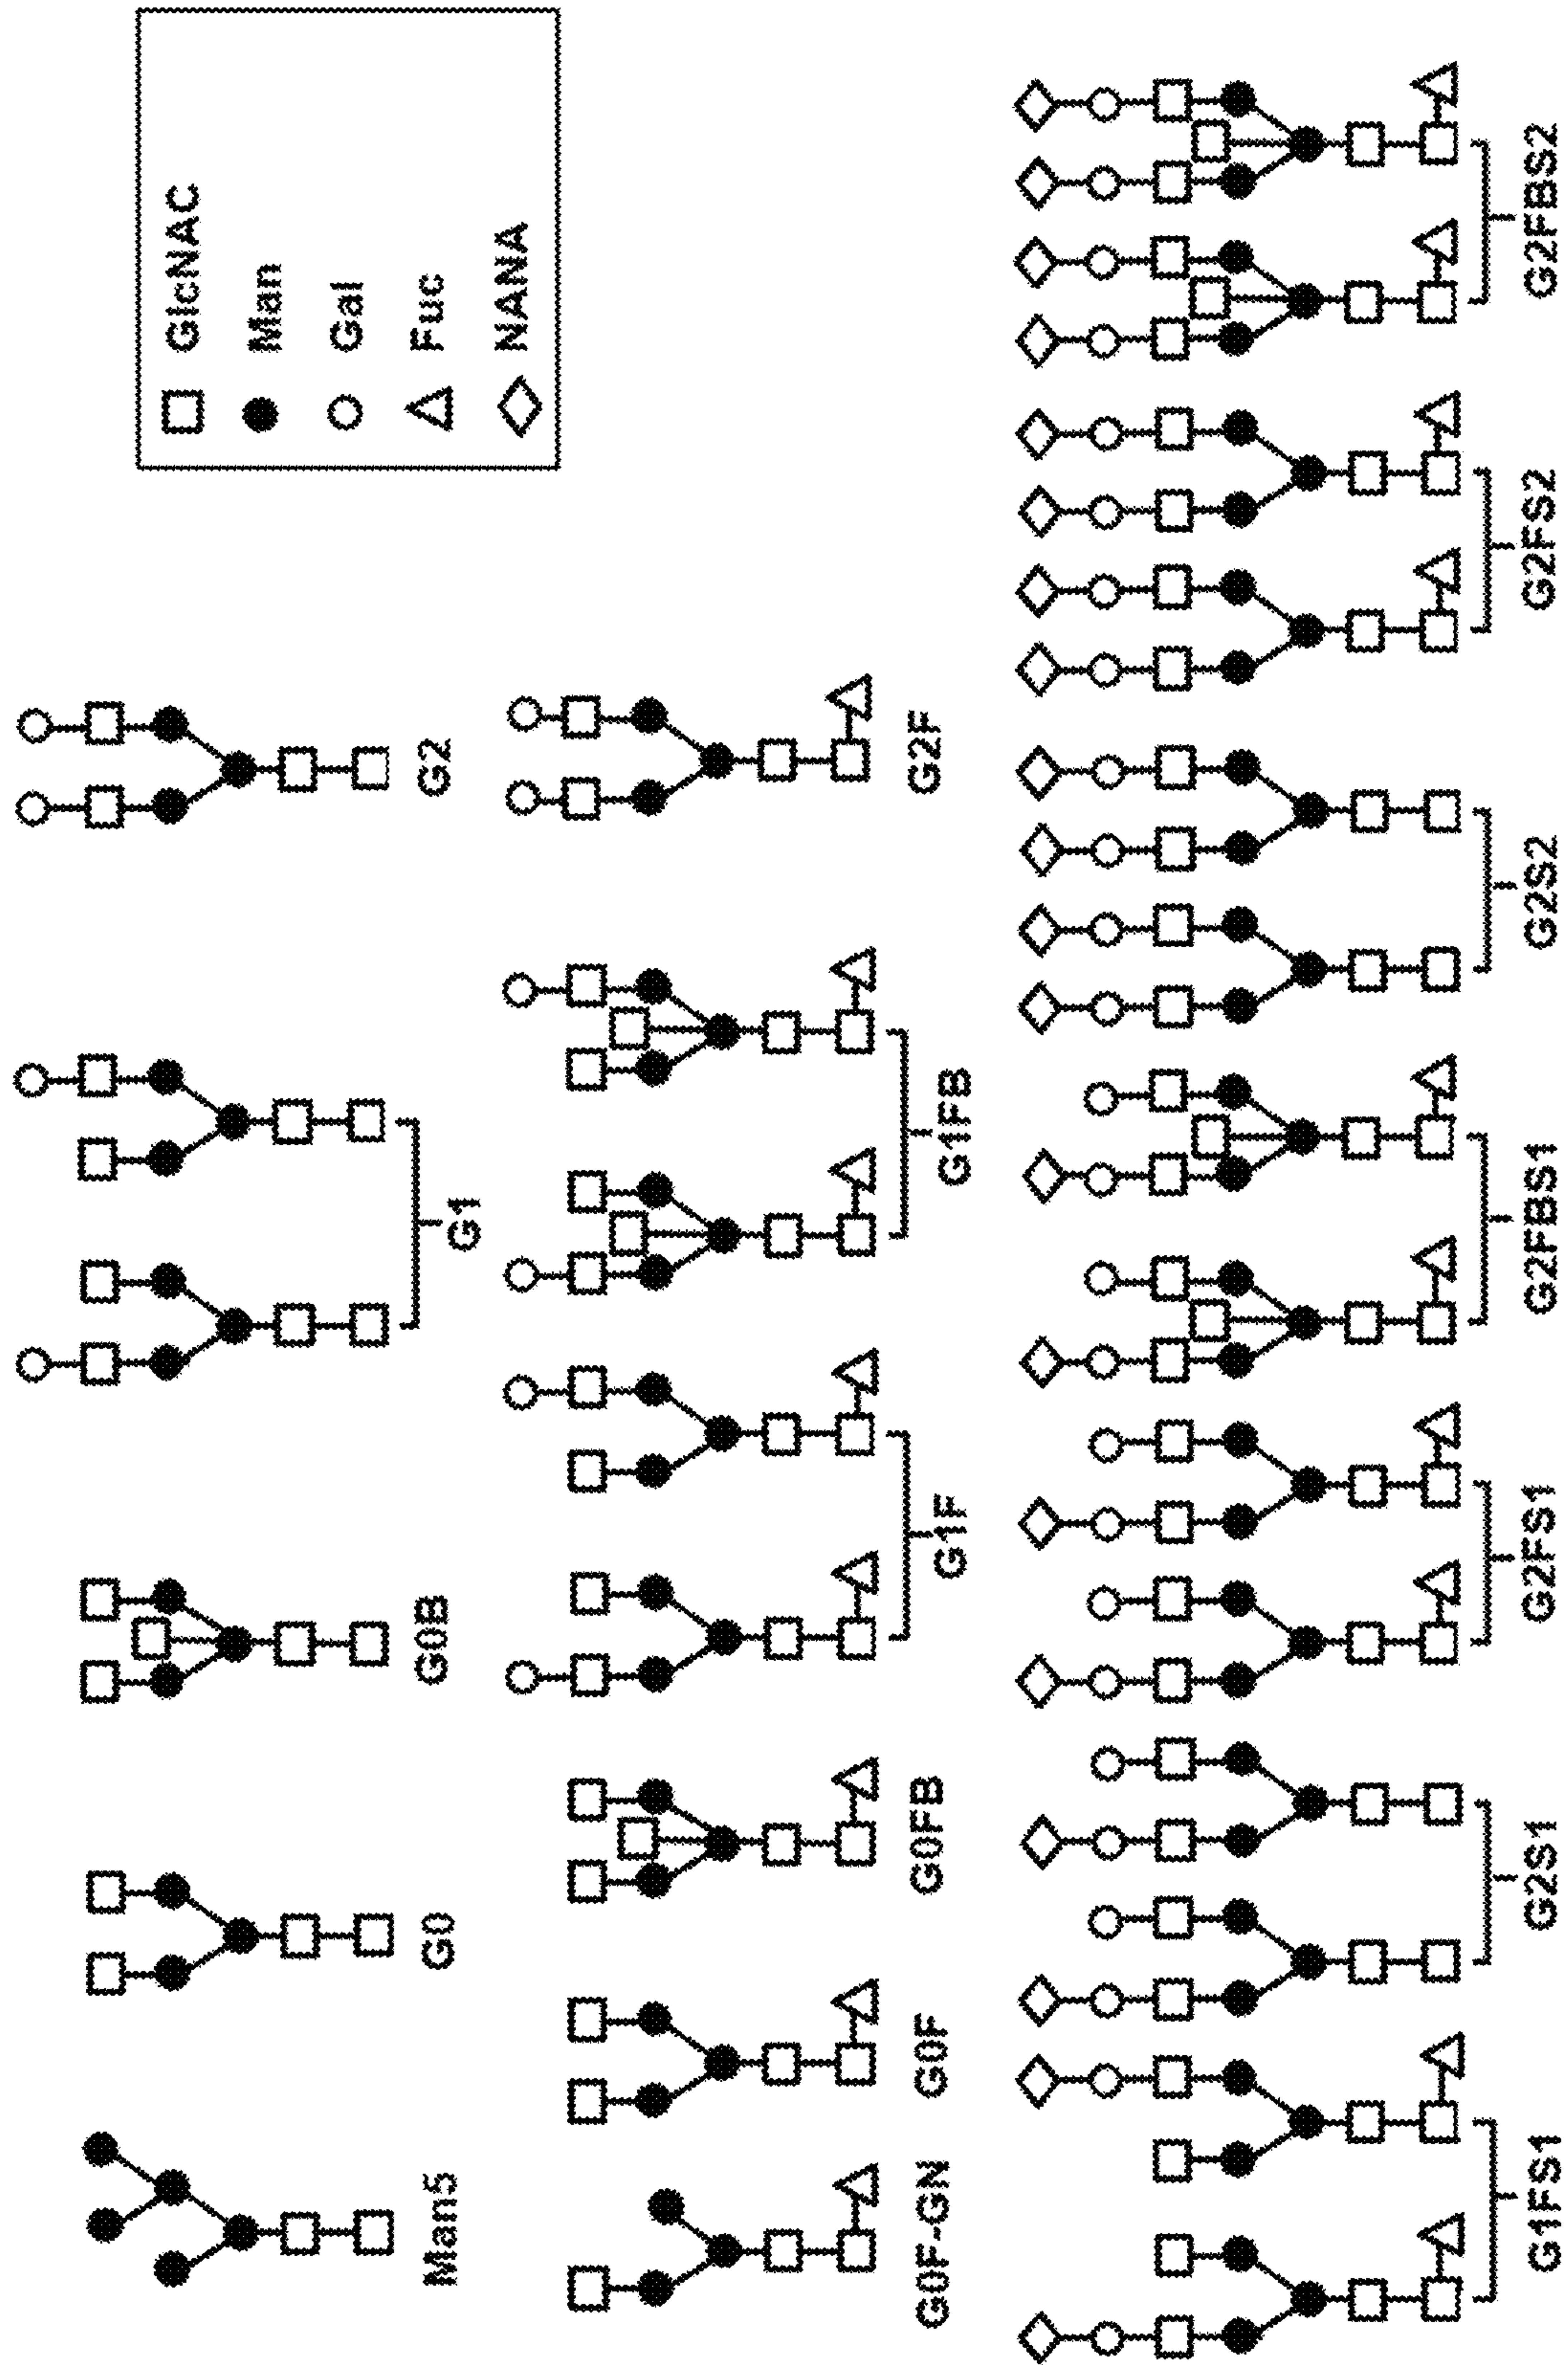 GlcNAC
Man
Gal
Fuc
NANA
Man5
G0
G0B
G1
G2
G0F-GN
G0F
G0FB
G1F
G1FB
G2F
G1FS1
G2S1
G2FS1
G2FBS1
G2S2
G2FS2
G2FBS2